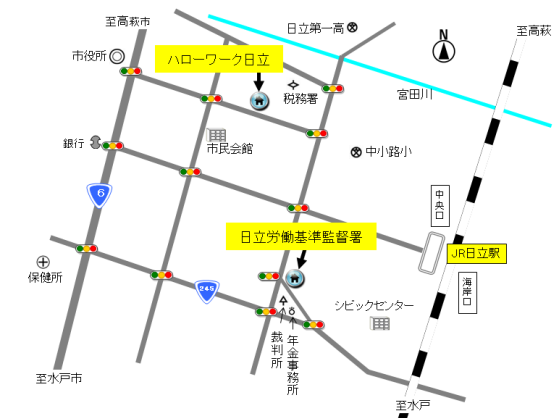 至高萩市
日立第一高
N
至高萩
市役所
ハローワーク日立
税務署
宮田川
銀行
市民会館
中小路小
6
中央口
日立労働基準監督署
JR日立駅
保健所
245
海岸口
シビックセンター
裁判所
年金事務所
至水戸市
至水戸